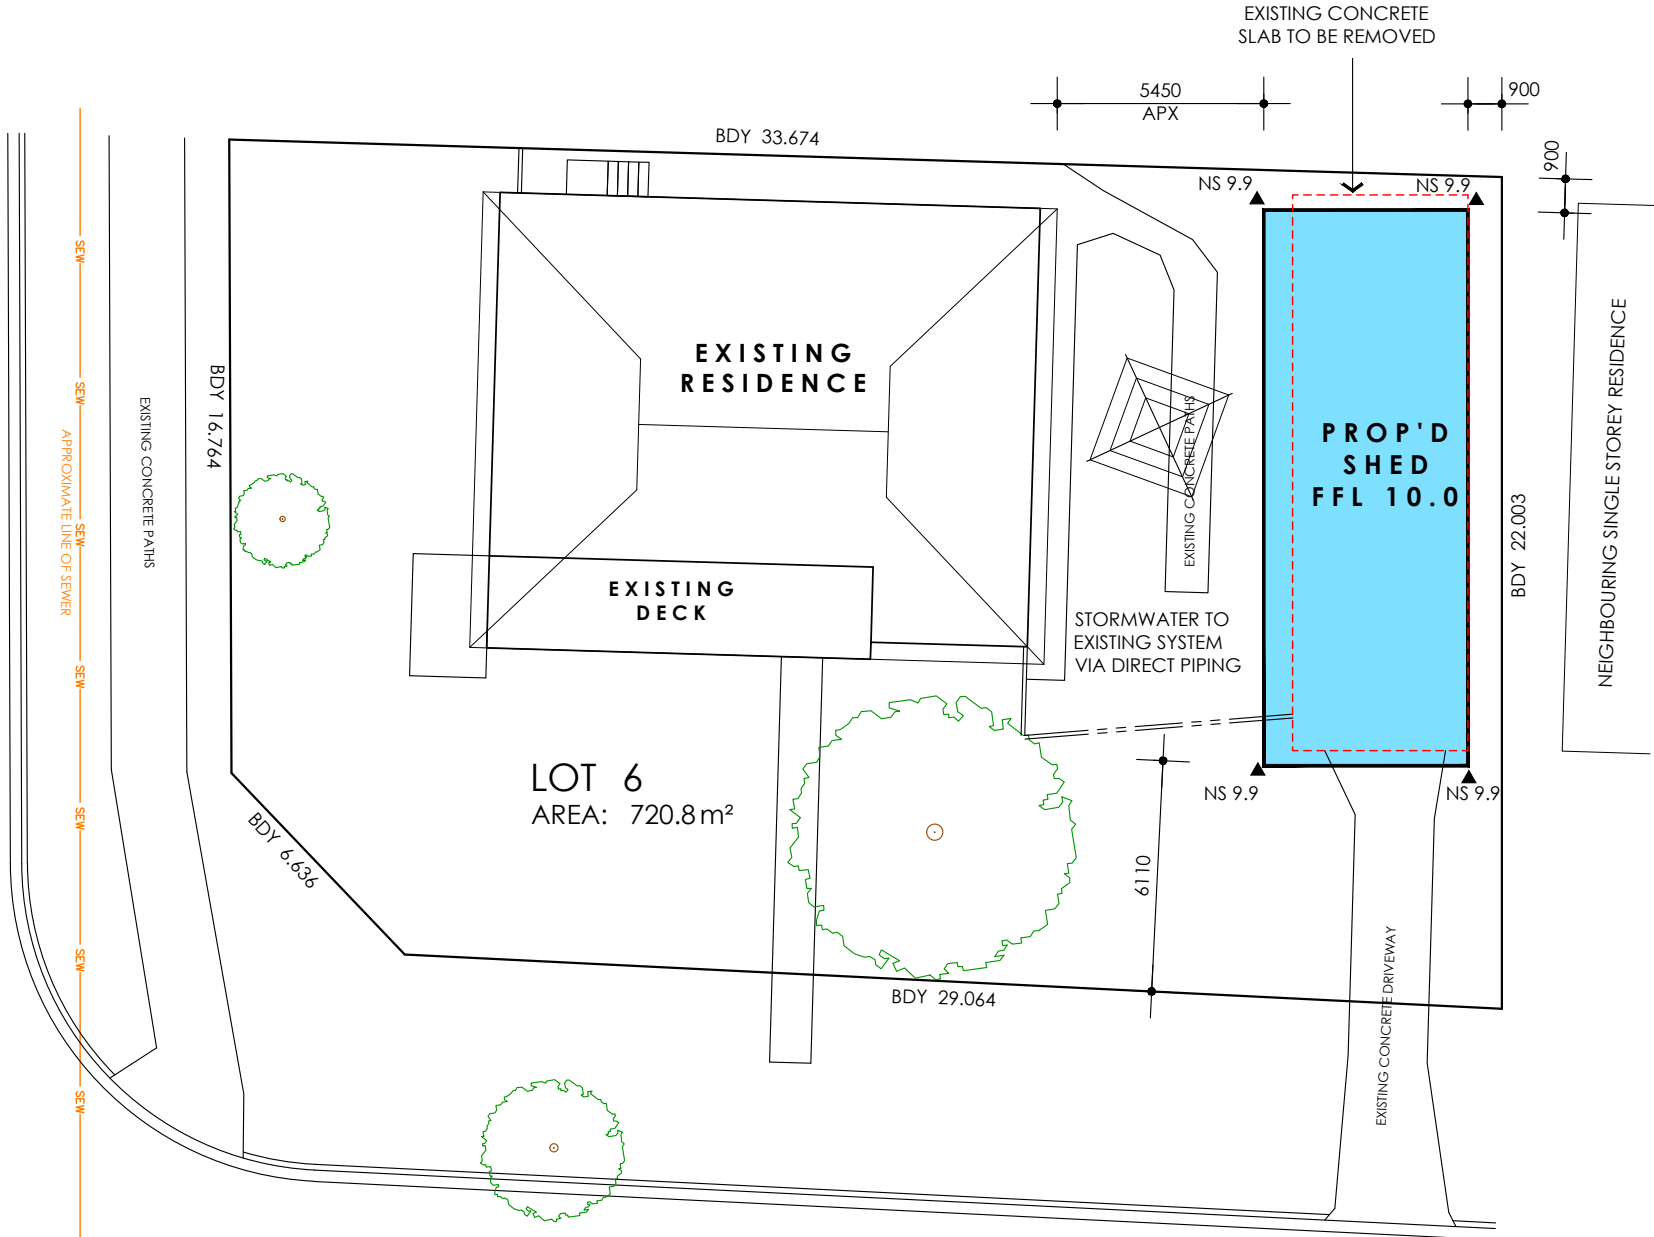 EXISTING CONCRETE
SLAB TO BE REMOVED
5450
APX
900
BDY 33.674
900
NS 9.9
NS 9.9
SEW
SEW
SEW
SEW
SEW
SEW
SEW
APPROXIMATE LINE OF SEWER
EXISTING CONCRETE PATHS
BDY 16.764
EXISTING
RESIDENCE
EXISTING CONCRETE PATHS
PROP'D
SHED
FFL 10.0
BDY 22.003
NEIGHBOURING SINGLE STOREY RESIDENCE
EXISTING
DECK
STORMWATER TO
EXISTING SYSTEM
VIA DIRECT PIPING
LOT 6
AREA: 720.8m²
NS 9.9
NS 9.9
BDY 6.636
6110
BDY 29.064
EXISTING CONCRETE DRIVEWAY